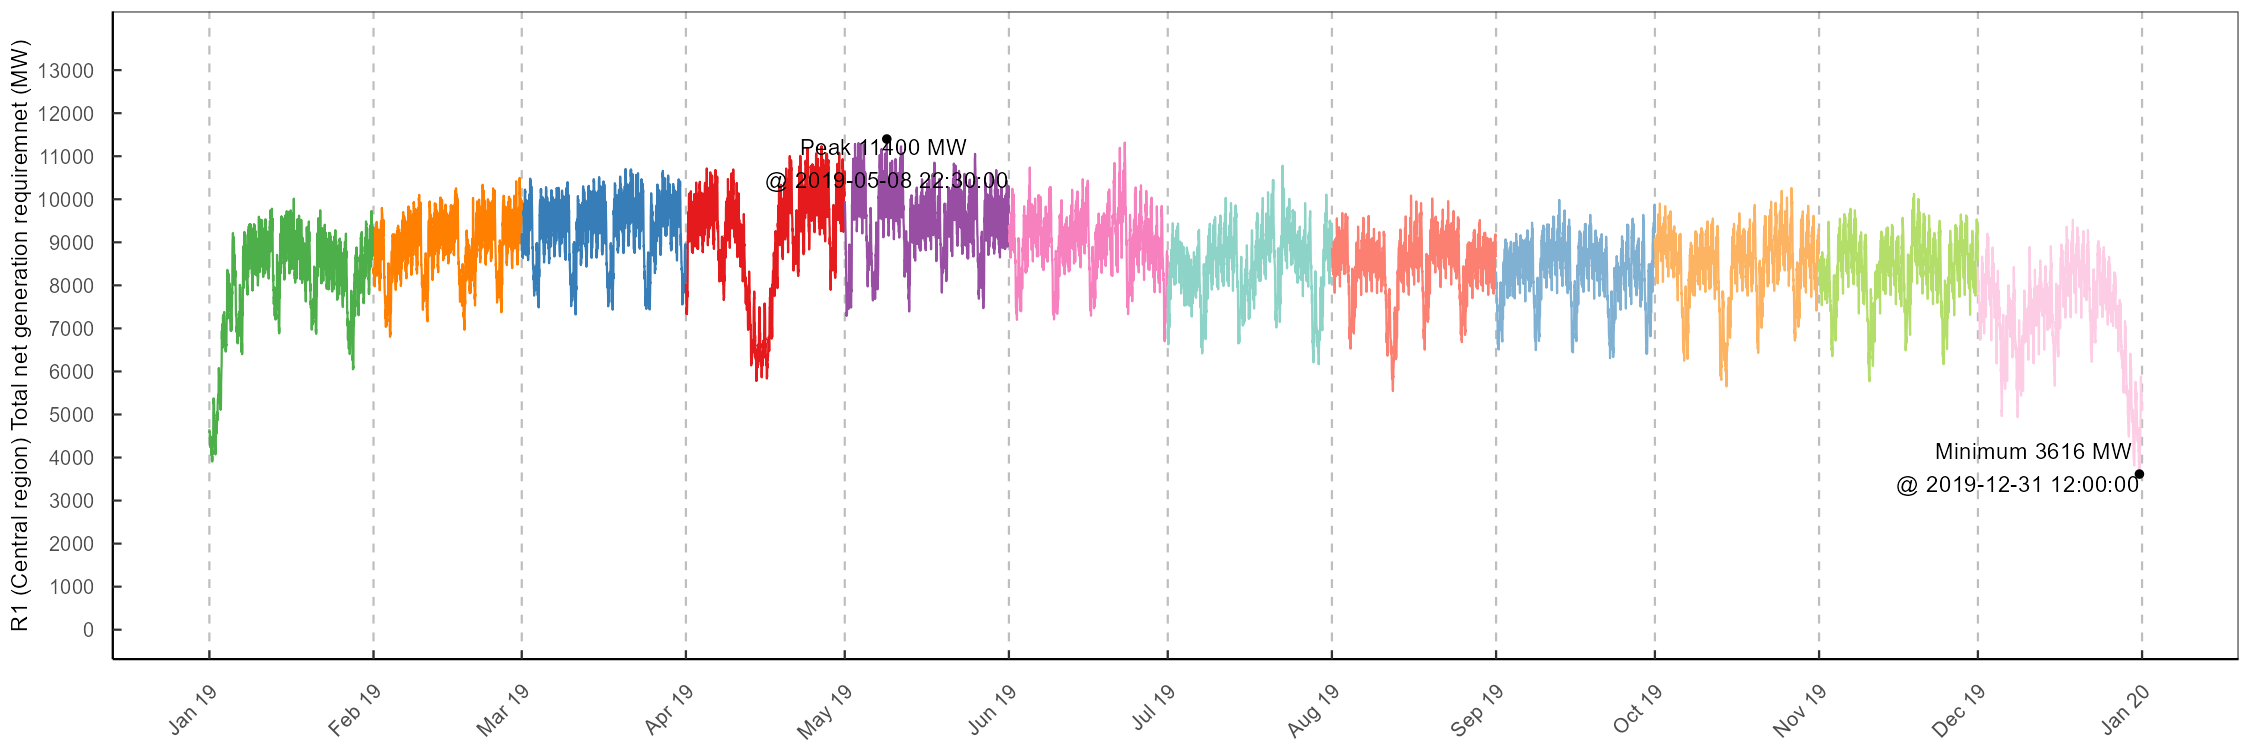 R1 (Central region) Total net generation requiremnet (MW)
13000
12000
11000
10000
9000
8000
7000
6000
5000
4000
3000
2000
1000
0
Peak 11400 MW
@ 2019-05-08 22:30:00
Minimum 3616 MW
@ 2019-12-31 12:00:00
Jan 19
Feb 19
Mar 19
Apr 19
May 19
Jun 19
Jul 19
Aug 19
Sep 19
Oct 19
Nov 19
Dec 19
Jan 20